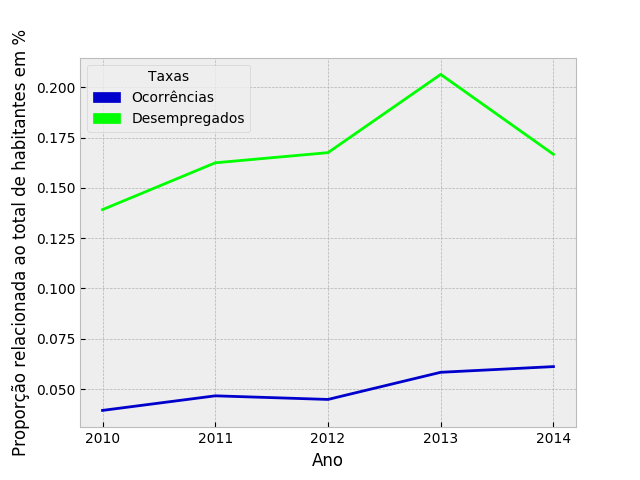 Proporção relacionada ao total de habitantes em %
Taxas
Ocorrências
Desempregados
0.200
0.175
0.150
0.125
0.100
0.075
0.050
2010 2011 2012 2013 2014
Ano